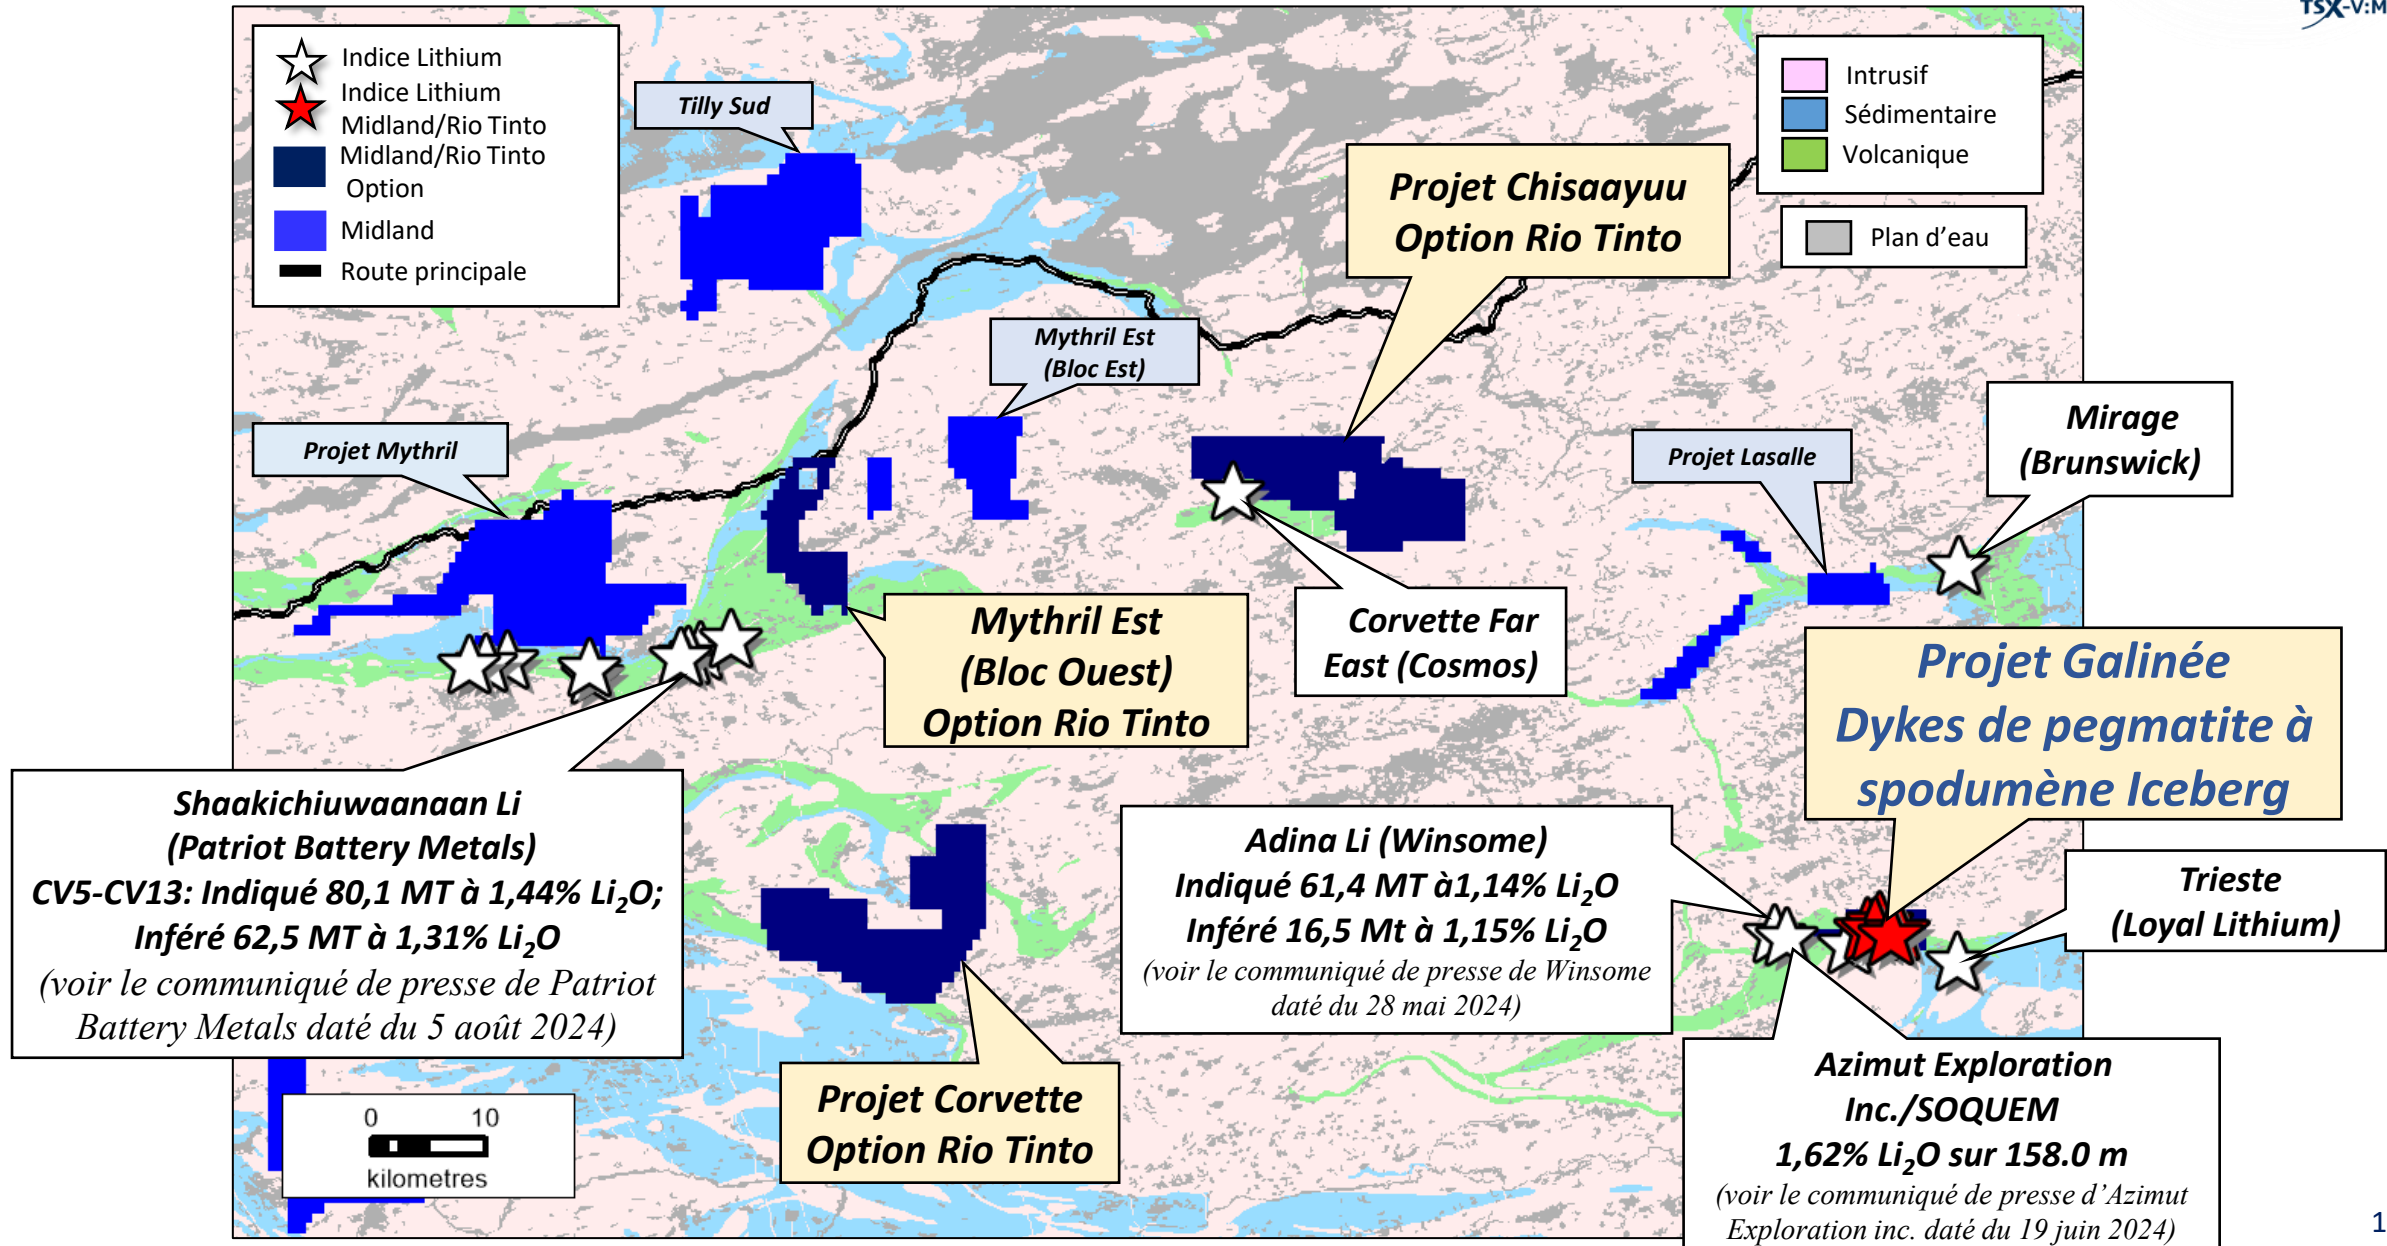 TSX-V:M
Indice Lithium
Indice Lithium
Midland/Rio Tinto
Midland/Rio Tinto
Option
Midland
Route principale
Tilly Sud
Intrusif
Sédimentaire
Volcanique
Plan d'eau
Projet Chisaayuu
Option Rio Tinto
Mythril Est
(Bloc Est)
Projet Mythril
Projet Lasalle
Mirage
(Brunswick)
Mythril Est
(Bloc Ouest)
Option Rio Tinto
Corvette Far
East (Cosmos)
Projet Galinée
Dykes de pegmatite à
spodumène Iceberg
Shaakichiuwaanaan Li
(Patriot Battery Metals)
CV5-CV13: Indiqué 80,1 MT à 1,44% Li₂O;
Inféré 62,5 MT à 1,31% Li₂O
(voir le communiqué de presse de Patriot
Battery Metals daté du 5 août 2024)
Adina Li (Winsome)
Indiqué 61,4 MT à1,14% Li₂O
Inféré 16,5 Mt à 1,15% Li₂O
(voir le communiqué de presse de Winsome
daté du 28 mai 2024)
Trieste
(Loyal Lithium)
Projet Corvette
Option Rio Tinto
Azimut Exploration
Inc./SOQUEM
1,62% Li₂O sur 158.0 m
(voir le communiqué de presse d'Azimut
Exploration inc. daté du 19 juin 2024)
0 10
kilometres
1